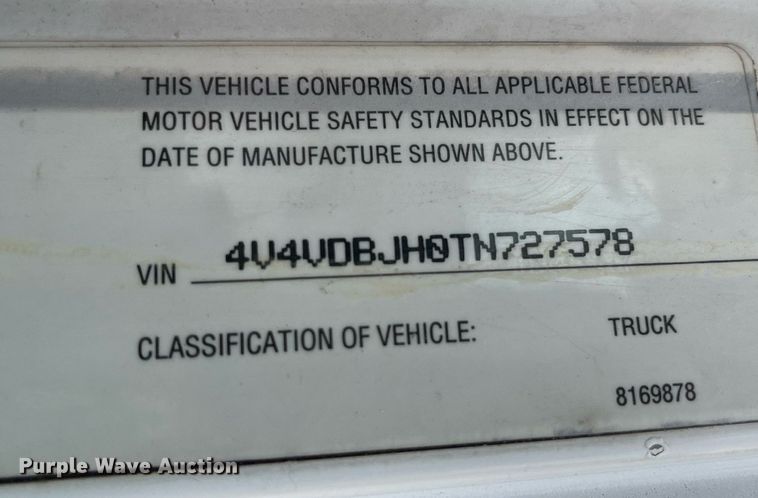 THIS VEHICLE CONFORMS TO ALL APPLICABLE FEDERAL
MOTOR VEHICLE SAFETY STANDARDS IN EFFECT ON THE
DATE OF MANUFACTURE SHOWN ABOVE.
VIN 4V4VDBJH0TN727578
CLASSIFICATION OF VEHICLE: TRUCK
8169878
Purple Wave Auction